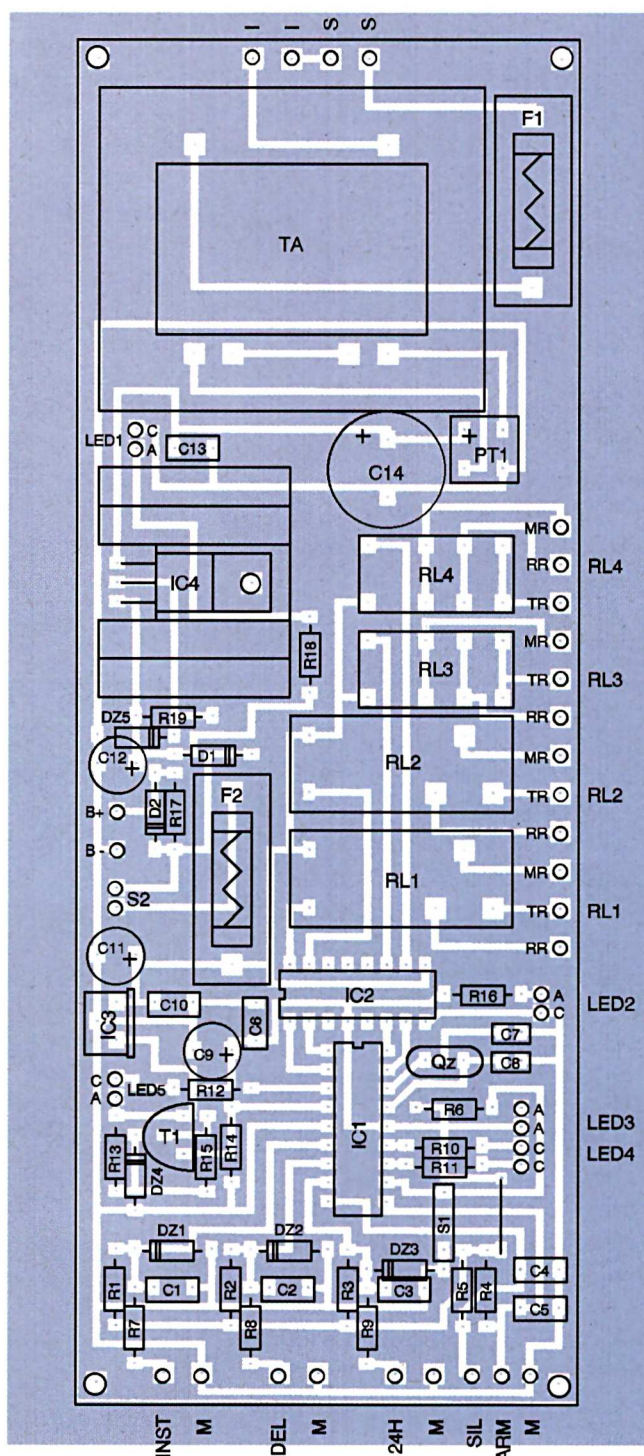 I I S S
F1
TA
LED1
C
A
C13
+
C14
+
PT1
IC4
MR
RR
TR
RL4
RL4
R18
RL3
MR
TR
RL3
DZ5
R19
C12
+
D1
RR
RL2
MR
TR
RL2
B+
D2
R17
F2
B -
RR
S2
RL1
MR
TR
RL1
C11
+
RR
IC2
R16
A
C
LED2
IC3
C10
C9
+
C8
C7
Qz
C6
C
A
LED5
R12
IC1
R6
A
A
LED3
R13
T1
R15
R14
R10
R11
C
C
LED4
DZ4
S1
DZ1
DZ2
DZ3
R1
C1
R2
C2
R3
C3
R5
R4
C4
R7
R8
R9
C5
INST M DEL M 24H M SIL ARM M